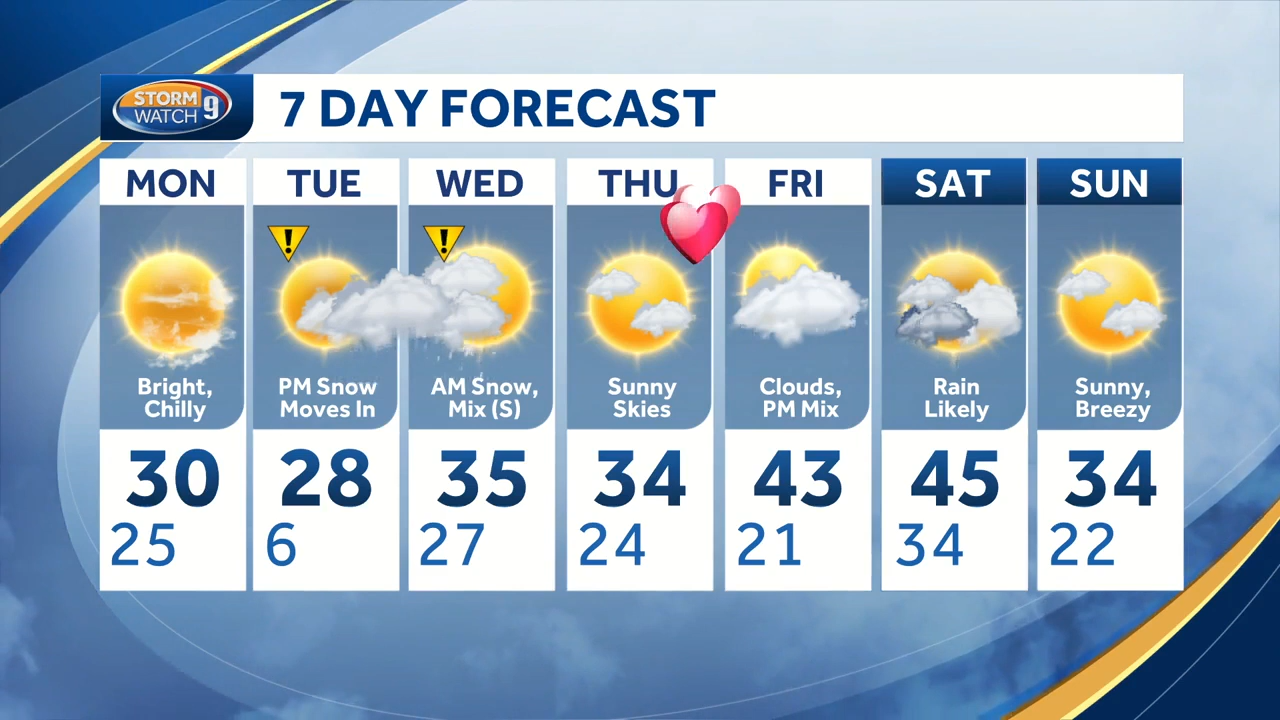 STORM
WATCH 9
7 DAY FORECAST
MON
TUE
WED
THU
FRI
SAT
SUN
!
!
Bright,
Chilly
PM Snow
Moves In
AM Snow,
Mix (S)
Sunny
Skies
Clouds,
PM Mix
Rain
Likely
Sunny,
Breezy
30
28
35
34
43
45
34
25
6
27
24
21
34
22